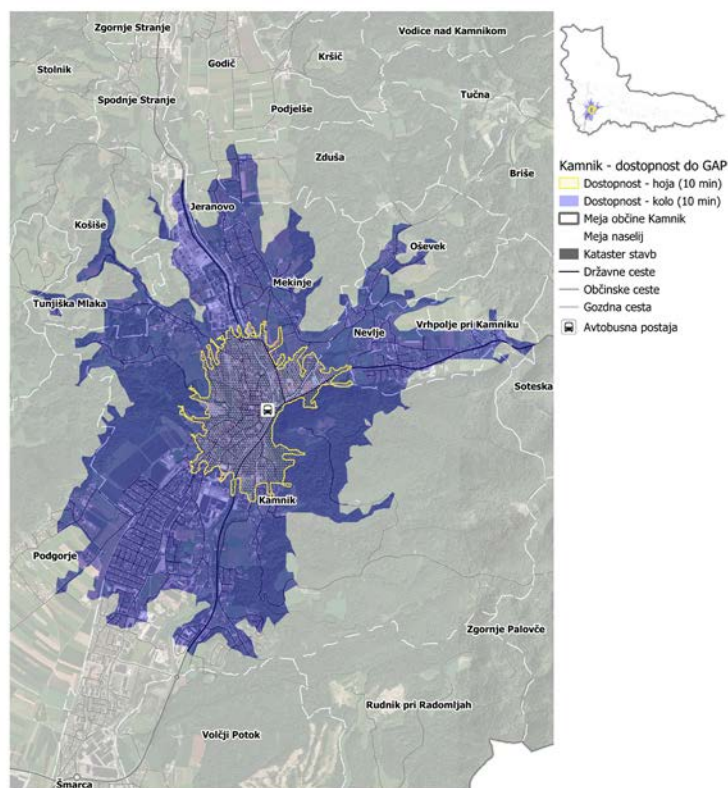 Zgornje Stranje
Vodice nad Kamnikom
Kršič
Godič
Stolnik
Tučna
Spodnje Stranje
Podjelše
Zduša
Briše
Jeranovo
Košiše
Oševek
Mekinje
Tunjiška Mlaka
Nevlje
Vrhpolje pri Kamniku
Soteska
Kamnik
Podgorje
Zgornje Palovče
Rudnik pri Radomljah
Volčji Potok
Šmarca
Kamnik - dostopnost do GAP
Dostopnost - hoja (10 min)
Dostopnost - kolo (10 min)
Meja občine Kamnik
Meja naselij
Kataster stavb
Državne ceste
Občinske ceste
Gozdna cesta
Avtobusna postaja